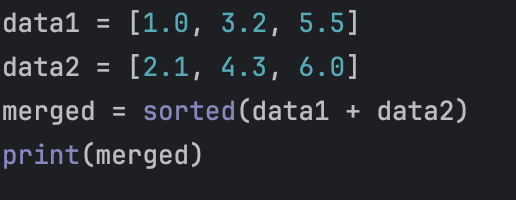 data1 = [1.0, 3.2, 5.5]
data2 = [2.1, 4.3, 6.0]
merged = sorted(data1 + data2)
print(merged)